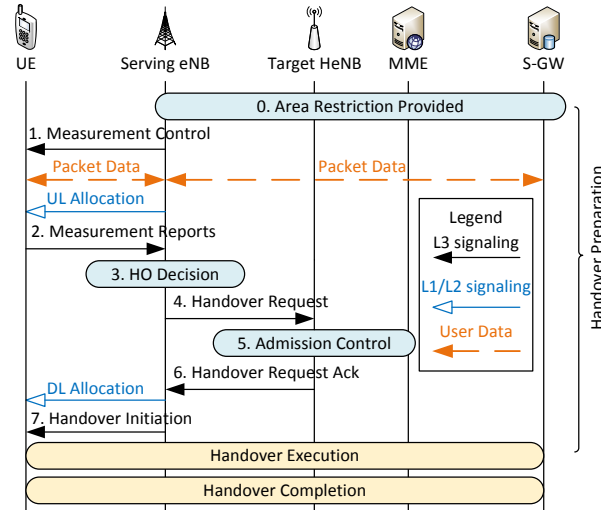 UE
Serving eNB
Target HeNB
MME
S-GW
0. Area Restriction Provided
1. Measurement Control
Packet Data
Packet Data
UL Allocation
2. Measurement Reports
3. HO Decision
4. Handover Request
5. Admission Control
6. Handover Request Ack
DL Allocation
7. Handover Initiation
Handover Execution
Handover Completion
Legend
L3 signaling
L1/L2 signaling
User Data
Handover Preparation